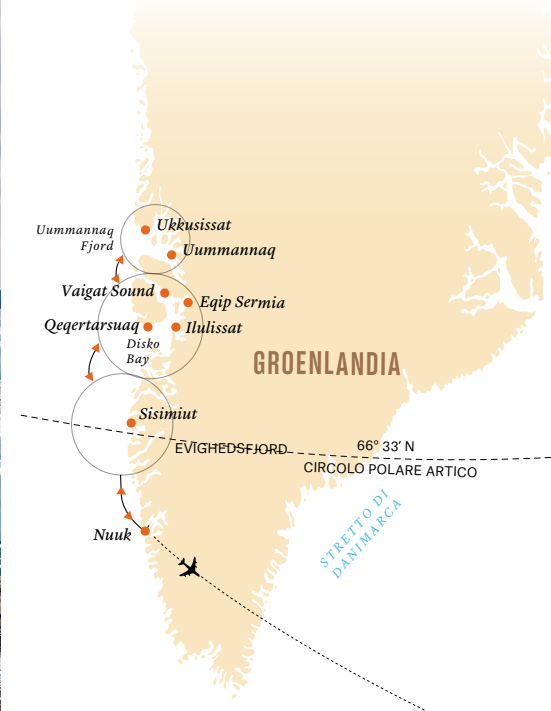 Ukkusissat
Uummannaq
Fjord
Uummannaq
Vaigat Sound
Eqip Sermia
Qeqertarsuaq
Ilulissat
Disko
Bay
GROENLANDIA
Sisimiut
EVIGHEDSFJORD
66° 33′ N
CIRCOLO POLARE ARTICO
STRETTO DI
DANIMARCA
Nuuk